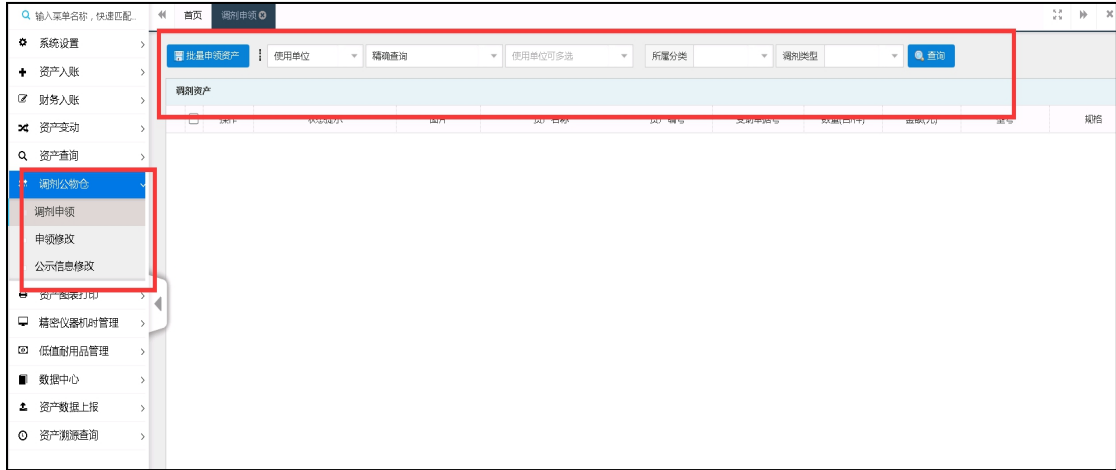 输入菜单名称，快速匹配..
首页 调剂申领
系统设置
批量申领资产 使用单位 精确查询 使用单位可多选 所属分类 调剂类型 查询
资产入账
调剂资产
财务入账
操作 状态提示 图片 资产名称 资产编号 变动单据号 数量(台/件) 金额(元) 型号 规格
资产变动
资产查询
调剂公物仓
调剂申领
申领修改
公示信息修改
资产图表打印
精密仪器机时管理
低值耐用品管理
数据中心
资产数据上报
资产溯源查询